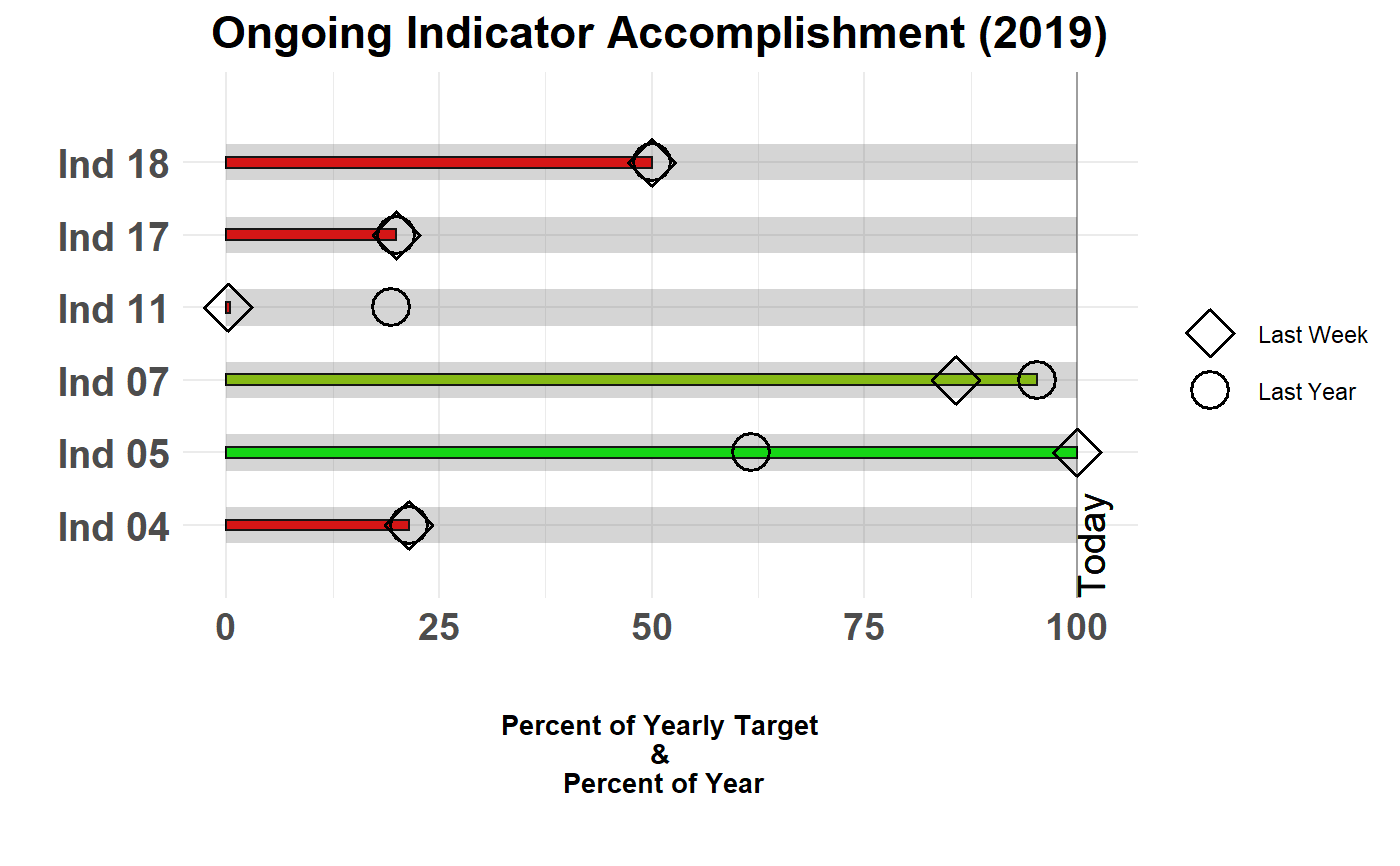 Ongoing Indicator Accomplishment (2019)
Ind 18
Ind 17
Ind 11
Ind 07
Ind 05
Ind 04
Today
0 25 50 75 100
Percent of Yearly Target
&
Percent of Year
Last Week
Last Year